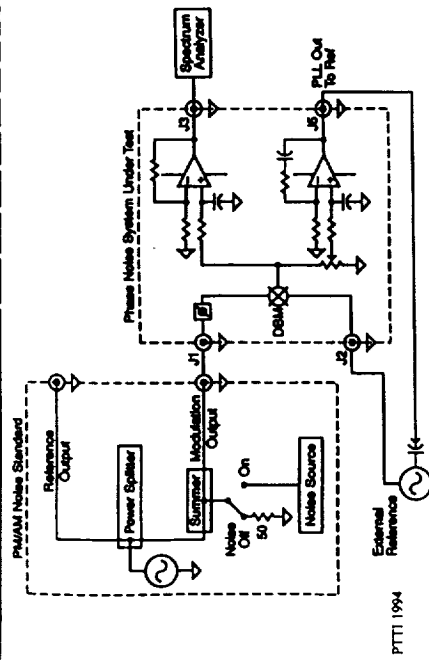 PM/AM Noise Standard
Reference
Output
Power Splitter
Summer
Modulation
Output
Noise
Off
On
50
Noise Source
Phase Noise System Under Test
J1
J2
DBM
J3
J5
Spectrum
Analyzer
PLL Out
To Ref
External
Reference
PTTI 1994